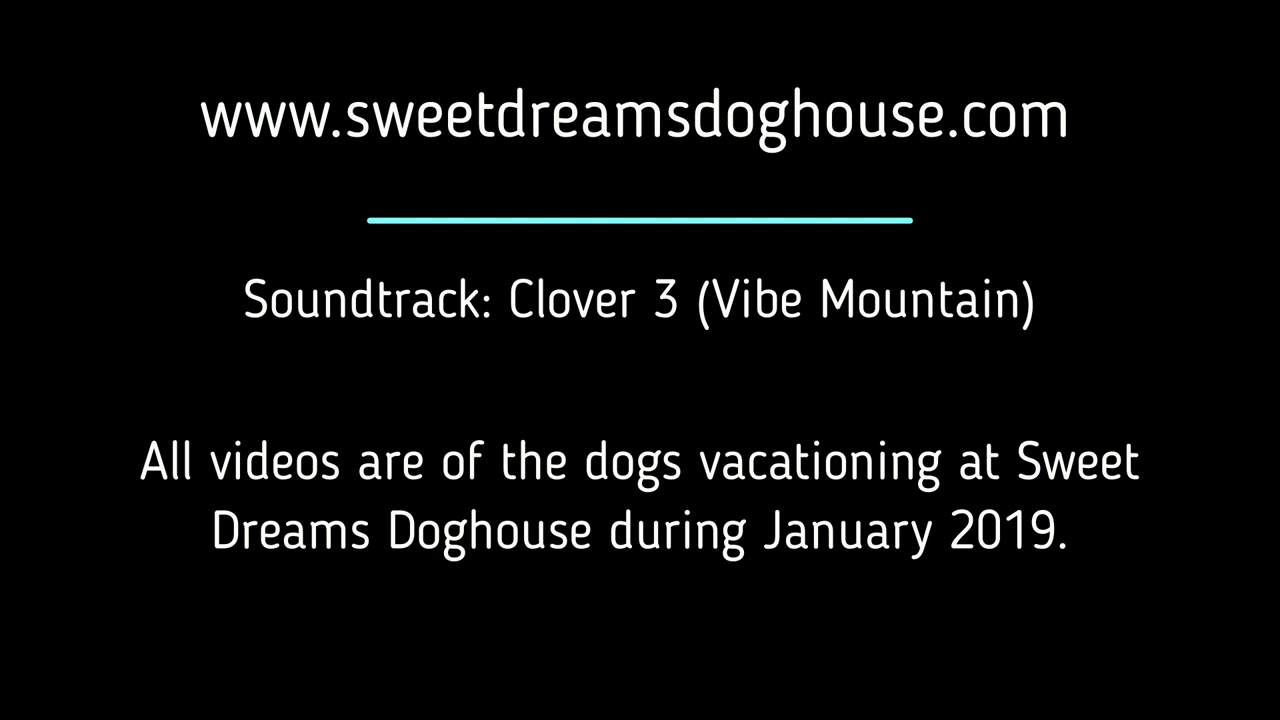 www.sweetdreamsdoghouse.com
Soundtrack: Clover 3 (Vibe Mountain)
All videos are of the dogs vacationing at Sweet
Dreams Doghouse during January 2019.